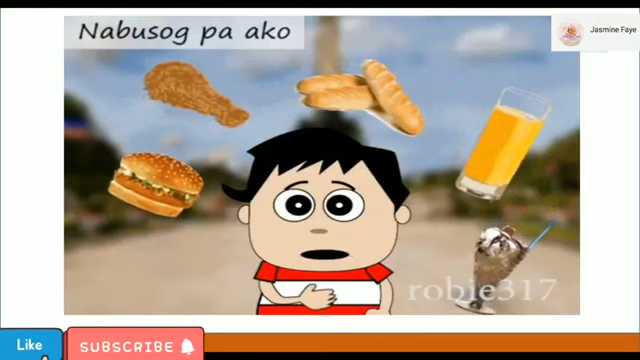 Nabusog pa ako
Jasmine Faye
robie317
Like
SUBSCRIBE